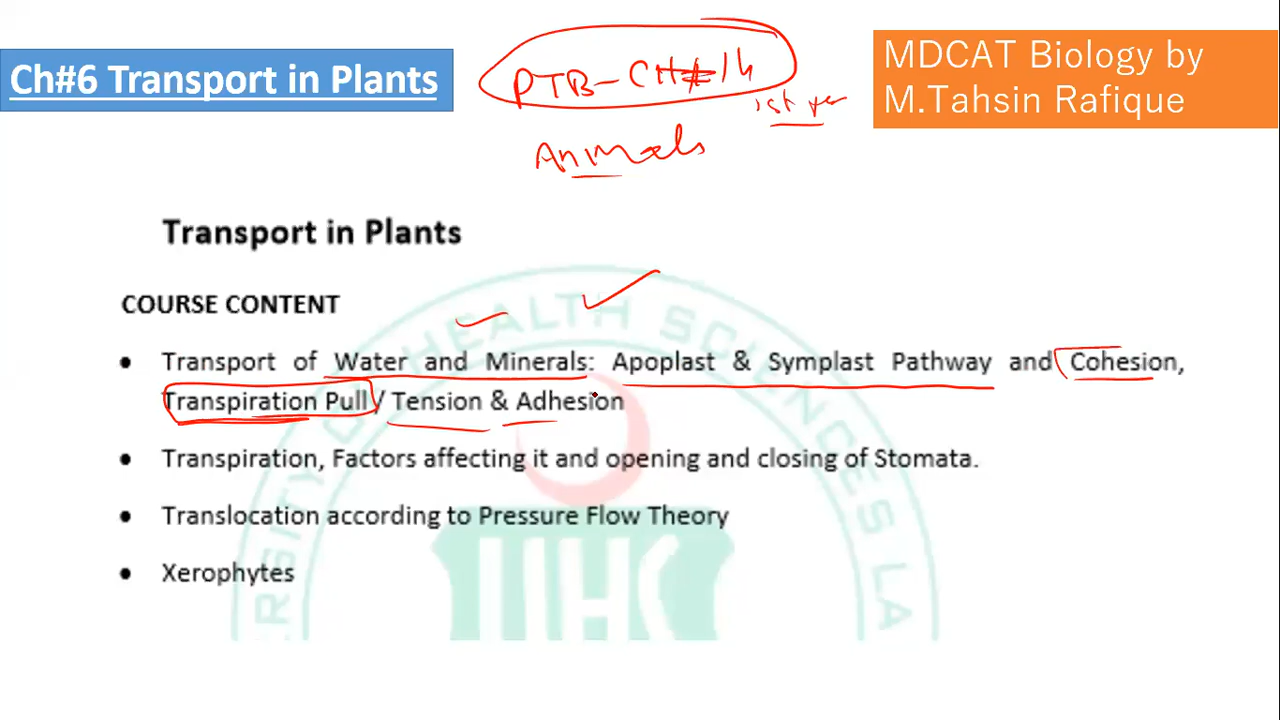 Ch#6 Transport in Plants
PTB-CH#14
1st year
Animals
MDCAT Biology by
M.Tahsin Rafique
Transport in Plants
COURSE CONTENT
• Transport of Water and Minerals: Apoplast & Symplast Pathway and Cohesion,
Transpiration Pull/ Tension & Adhesion
• Transpiration, Factors affecting it and opening and closing of Stomata.
• Translocation according to Pressure Flow Theory
• Xerophytes